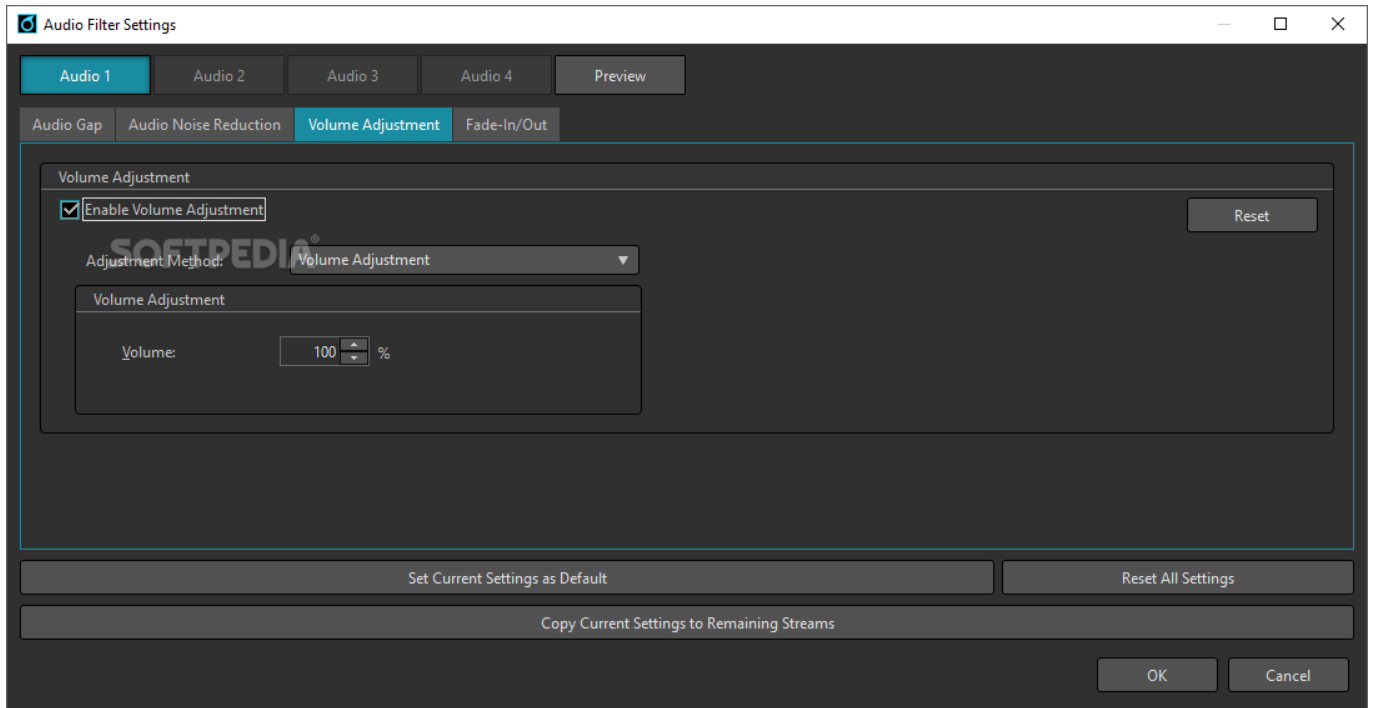 Audio Filter Settings
Audio 1 Audio 2 Audio 3 Audio 4 Preview
Audio Gap Audio Noise Reduction Volume Adjustment Fade-In/Out
Volume Adjustment
Enable Volume Adjustment
Reset
SOFTPEDIA®
Adjustment Method: Volume Adjustment
Volume Adjustment
Volume: 100 %
Set Current Settings as Default Reset All Settings
Copy Current Settings to Remaining Streams
OK Cancel